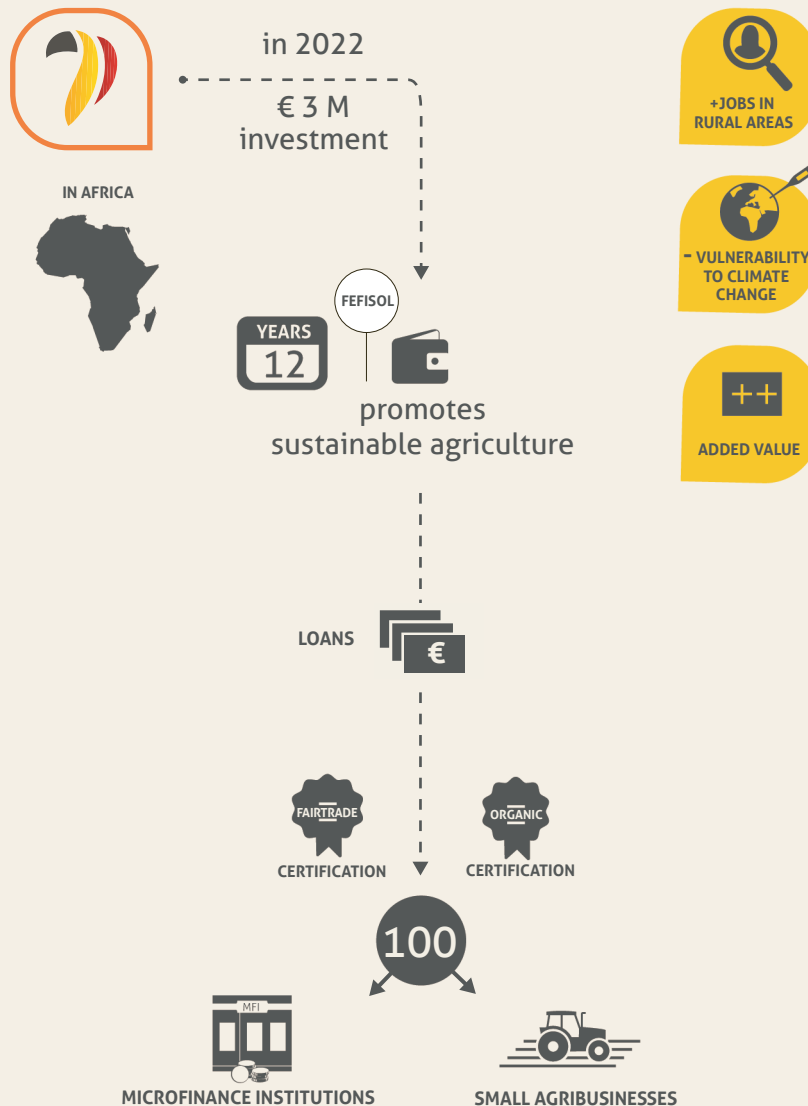 in 2022
€ 3 M
investment
IN AFRICA
+JOBS IN
RURAL AREAS
- VULNERABILITY
TO CLIMATE
CHANGE
FEFISOL
YEARS
12
promotes
sustainable agriculture
++
ADDED VALUE
LOANS
€
FAIRTRADE
CERTIFICATION
ORGANIC
CERTIFICATION
100
MFI
MICROFINANCE INSTITUTIONS
SMALL AGRIBUSINESSES